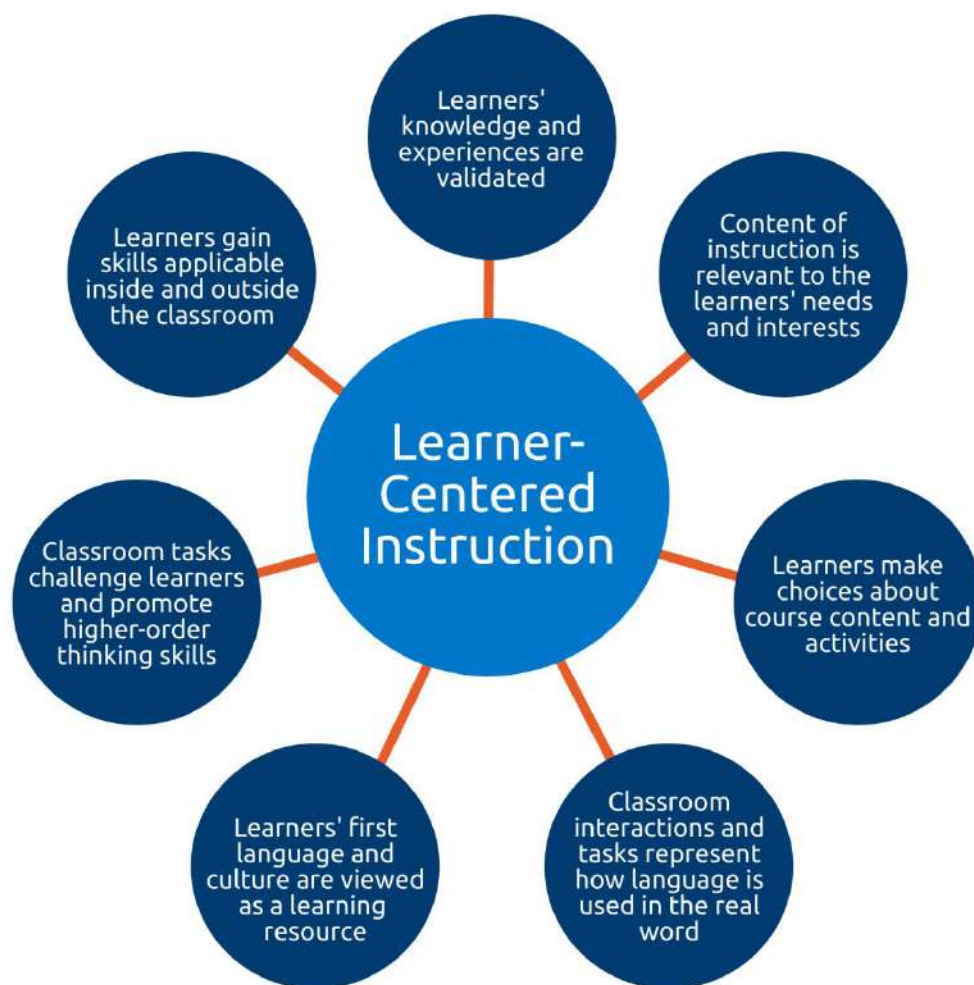 Learners'
knowledge and
experiences are
validated
Content of
instruction is
relevant to the
learners' needs
and interests
Learners make
choices about
course content and
activities
Classroom
interactions and
tasks represent
how language is
used in the real
word
Learners' first
language and
culture are viewed
as a learning
resource
Classroom tasks
challenge learners
and promote
higher-order
thinking skills
Learners gain
skills applicable
inside and outside
the classroom
Learner-
Centered
Instruction